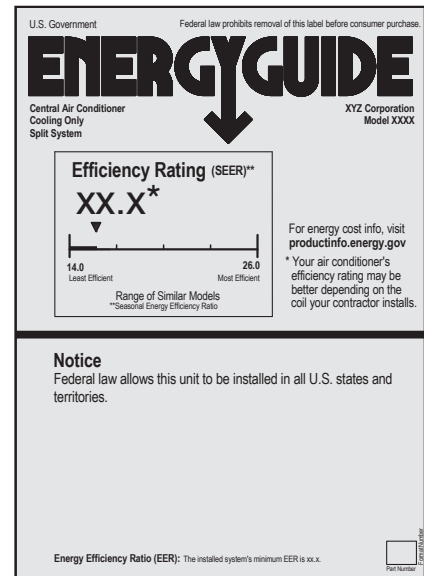 U.S. Government
Federal law prohibits removal of this label before consumer purchase.
ENERGYGUIDE
Central Air Conditioner
Cooling Only
Split System
XYZ Corporation
Model XXXX
Efficiency Rating (SEER)**
XX.X*
14.0
Least Efficient
26.0
Most Efficient
Range of Similar Models
**Seasonal Energy Efficiency Ratio
For energy cost info, visit
productinfo.energy.gov
* Your air conditioner's
efficiency rating may be
better depending on the
coil your contractor installs.
Notice
Federal law allows this unit to be installed in all U.S. states and
territories.
Energy Efficiency Ratio (EER): The installed system's minimum EER is xx.x.
Part Number
Format Number